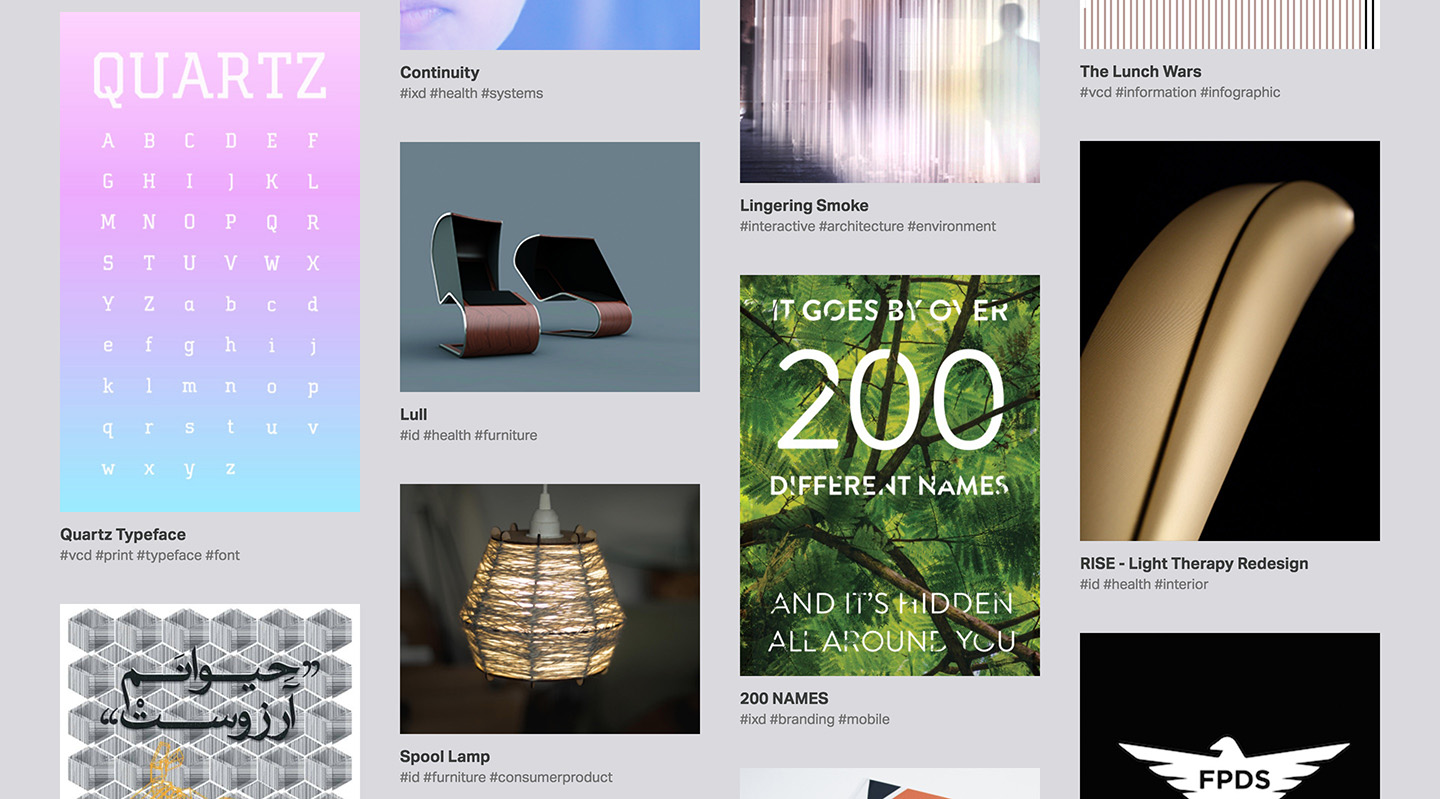 QUARTZ
A B C D E F
G H I J K L
M N O P Q R
S T U V W X
Y Z a b c d
e f g h i j
k l m n o p
q r s t u v
w x y z
Quartz Typeface
#vcd #print #typeface #font
”حیوانَم
آرزوست“
Continuity
#ixd #health #systems
Lull
#id #health #furniture
Spool Lamp
#id #furniture #consumerproduct
Lingering Smoke
#interactive #architecture #environment
IT GOES BY OVER
200
DIFFERENT NAMES
AND IT'S HIDDEN
ALL AROUND YOU
200 NAMES
#ixd #branding #mobile
The Lunch Wars
#vcd #information #infographic
RISE - Light Therapy Redesign
#id #health #interior
FPDS